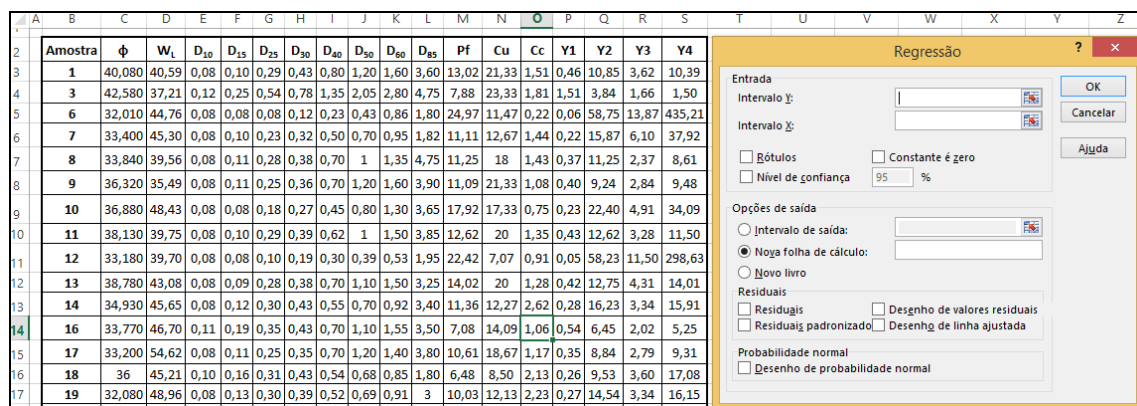 A B C D E F G H I J K L M N O P Q R S T U V W X Y Z
2 Amostra ϕ W_L D10 D15 D25 D30 D40 D50 D60 D85 Pf Cu Cc Y1 Y2 Y3 Y4
3 1 40,080 40,59 0,08 0,10 0,29 0,43 0,80 1,20 1,60 3,60 13,02 21,33 1,51 0,46 10,85 3,62 10,39
4 3 42,580 37,21 0,12 0,25 0,54 0,78 1,35 2,05 2,80 4,75 7,88 23,33 1,81 1,51 3,84 1,66 1,50
5 6 32,010 44,76 0,08 0,08 0,08 0,12 0,23 0,43 0,86 1,80 24,97 11,47 0,22 0,06 58,75 13,87 435,21
6 7 33,400 45,30 0,08 0,10 0,23 0,32 0,50 0,70 0,95 1,82 11,11 12,67 1,44 0,22 15,87 6,10 37,92
7 8 33,840 39,56 0,08 0,11 0,28 0,38 0,70 1 1,35 4,75 11,25 18 1,43 0,37 11,25 2,37 8,61
8 9 36,320 35,49 0,08 0,11 0,25 0,36 0,70 1,20 1,60 3,90 11,09 21,33 1,08 0,40 9,24 2,84 9,48
9 10 36,880 48,43 0,08 0,08 0,18 0,27 0,45 0,80 1,30 3,65 17,92 17,33 0,75 0,23 22,40 4,91 34,09
10 11 38,130 39,75 0,08 0,10 0,29 0,39 0,62 1 1,50 3,85 12,62 20 1,35 0,43 12,62 3,28 11,50
11 12 33,180 39,70 0,08 0,08 0,10 0,19 0,30 0,39 0,53 1,95 22,42 7,07 0,91 0,05 58,23 11,50 298,63
12 13 38,780 43,08 0,08 0,09 0,28 0,38 0,70 1,10 1,50 3,25 14,02 20 1,28 0,42 12,75 4,31 14,01
13 14 34,930 45,65 0,08 0,12 0,30 0,43 0,55 0,70 0,92 3,40 11,36 12,27 2,62 0,28 16,23 3,34 15,91
14 16 33,770 46,70 0,11 0,19 0,35 0,43 0,70 1,10 1,55 3,50 7,08 14,09 1,06 0,54 6,45 2,02 5,25
15 17 33,200 54,62 0,08 0,11 0,25 0,35 0,70 1,20 1,40 3,80 10,61 18,67 1,17 0,35 8,84 2,79 9,31
16 18 36 45,21 0,10 0,16 0,31 0,43 0,54 0,68 0,85 1,80 6,48 8,50 2,13 0,26 9,53 3,60 17,08
17 19 32,080 48,96 0,08 0,13 0,30 0,39 0,52 0,69 0,91 3 10,03 12,13 2,23 0,27 14,54 3,34 16,15
Regressão ? ×
Entrada
Intervalo Y:
Intervalo X:
Rótulos Constante é zero
Nível de confiança 95 %
OK
Cancelar
Ajuda
Opções de saída
Intervalo de saída:
Nova folha de cálculo:
Novo livro
Residuais
Residuais Desenho de valores residuais
Residuais padronizado Desenho de linha ajustada
Probabilidade normal
Desenho de probabilidade normal